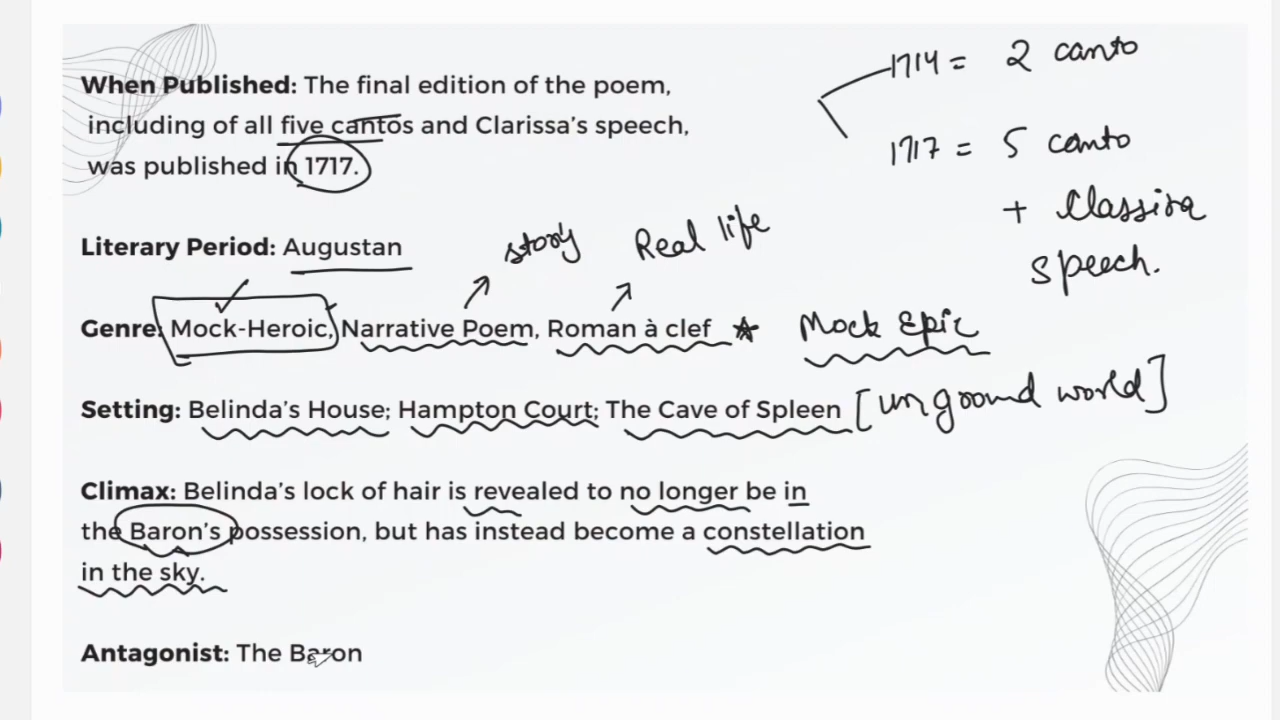 When Published: The final edition of the poem,
including of all five cantos and Clarissa's speech,
was published in 1717.
1714 = 2 canto
1717 = 5 canto
+ Classira
speech.
Literary Period: Augustan
story
Real life
Genre: Mock-Heroic, Narrative Poem, Roman à clef
Mock Epic
Setting: Belinda's House; Hampton Court; The Cave of Spleen
[un ground world]
Climax: Belinda's lock of hair is revealed to no longer be in
the Baron's possession, but has instead become a constellation
in the sky.
Antagonist: The Baron